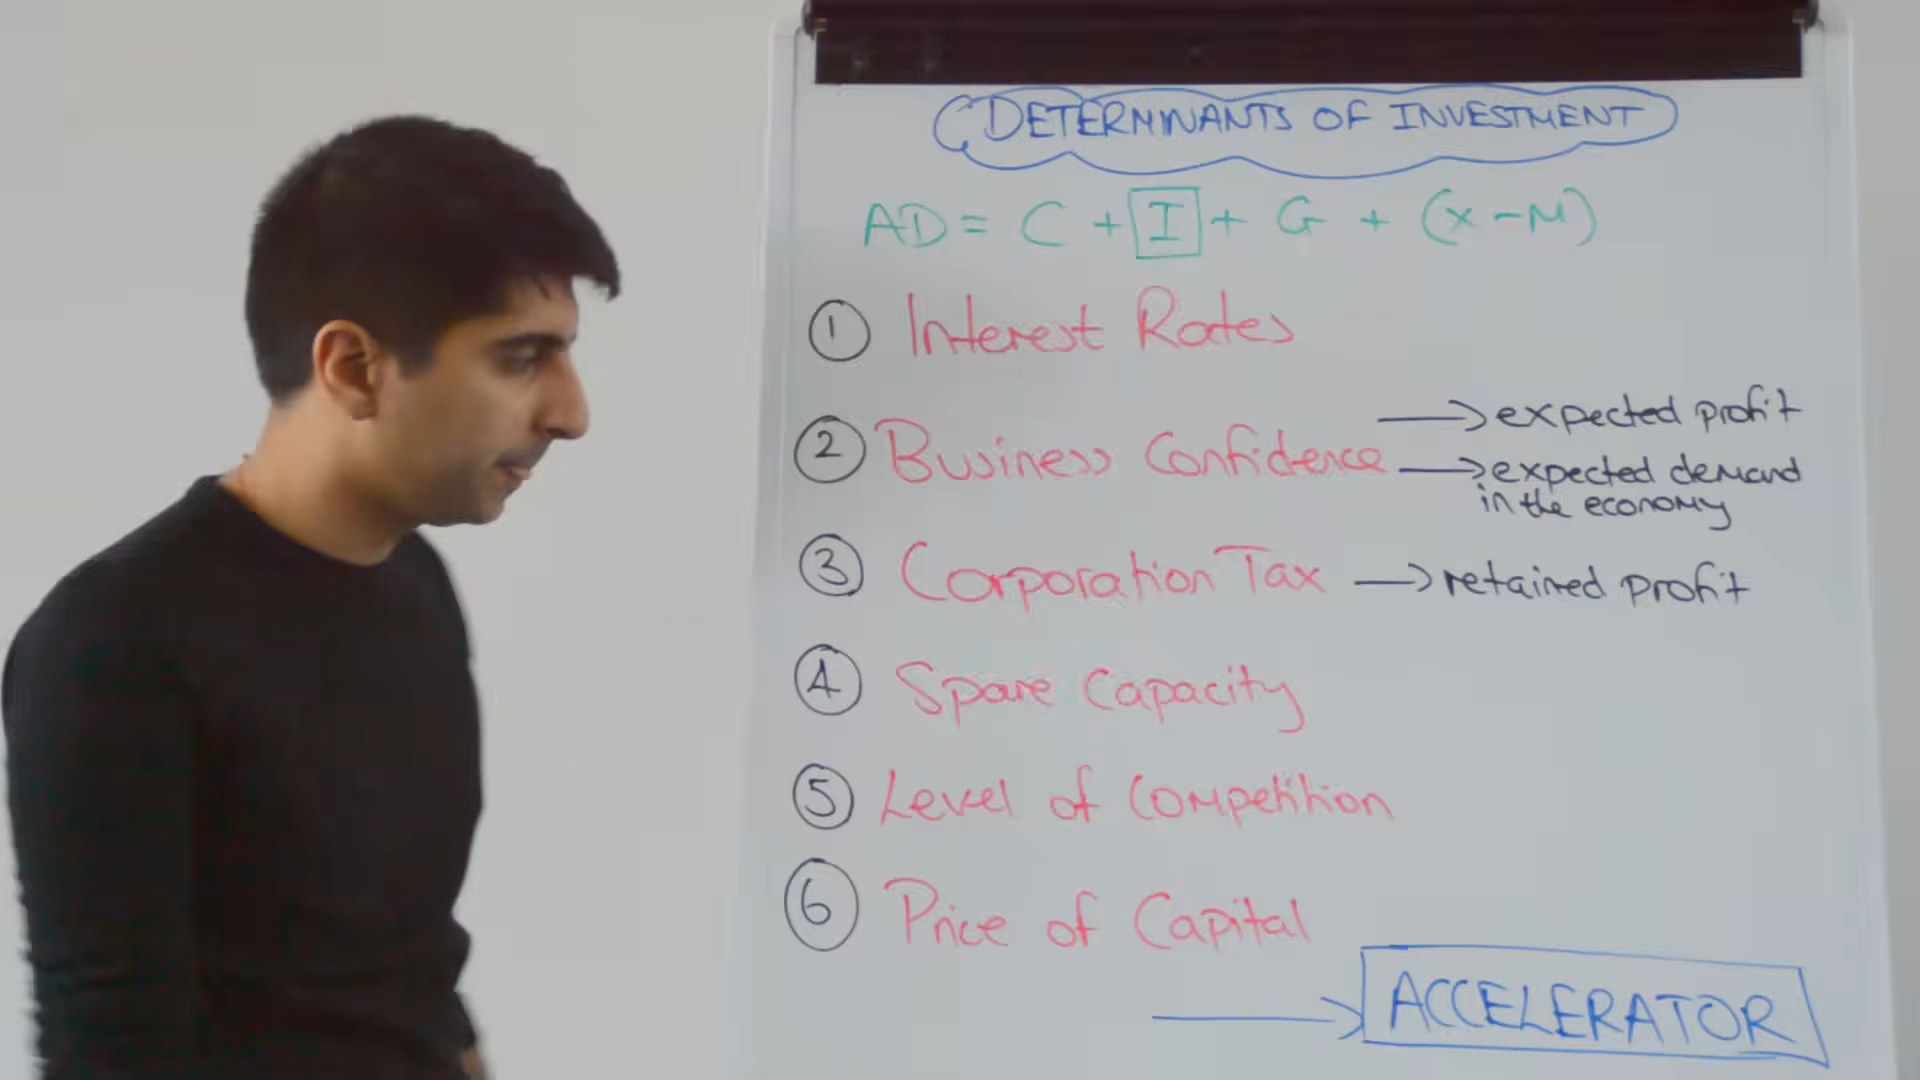 DETERMINANTS OF INVESTMENT
AD = C + I + G + (X - M)
1 Interest Rates
2 Business Confidence → expected profit
→ expected demand
in the economy
3 Corporation Tax → retained profit
4 Spare Capacity
5 Level of Competition
6 Price of Capital
→ ACCELERATOR